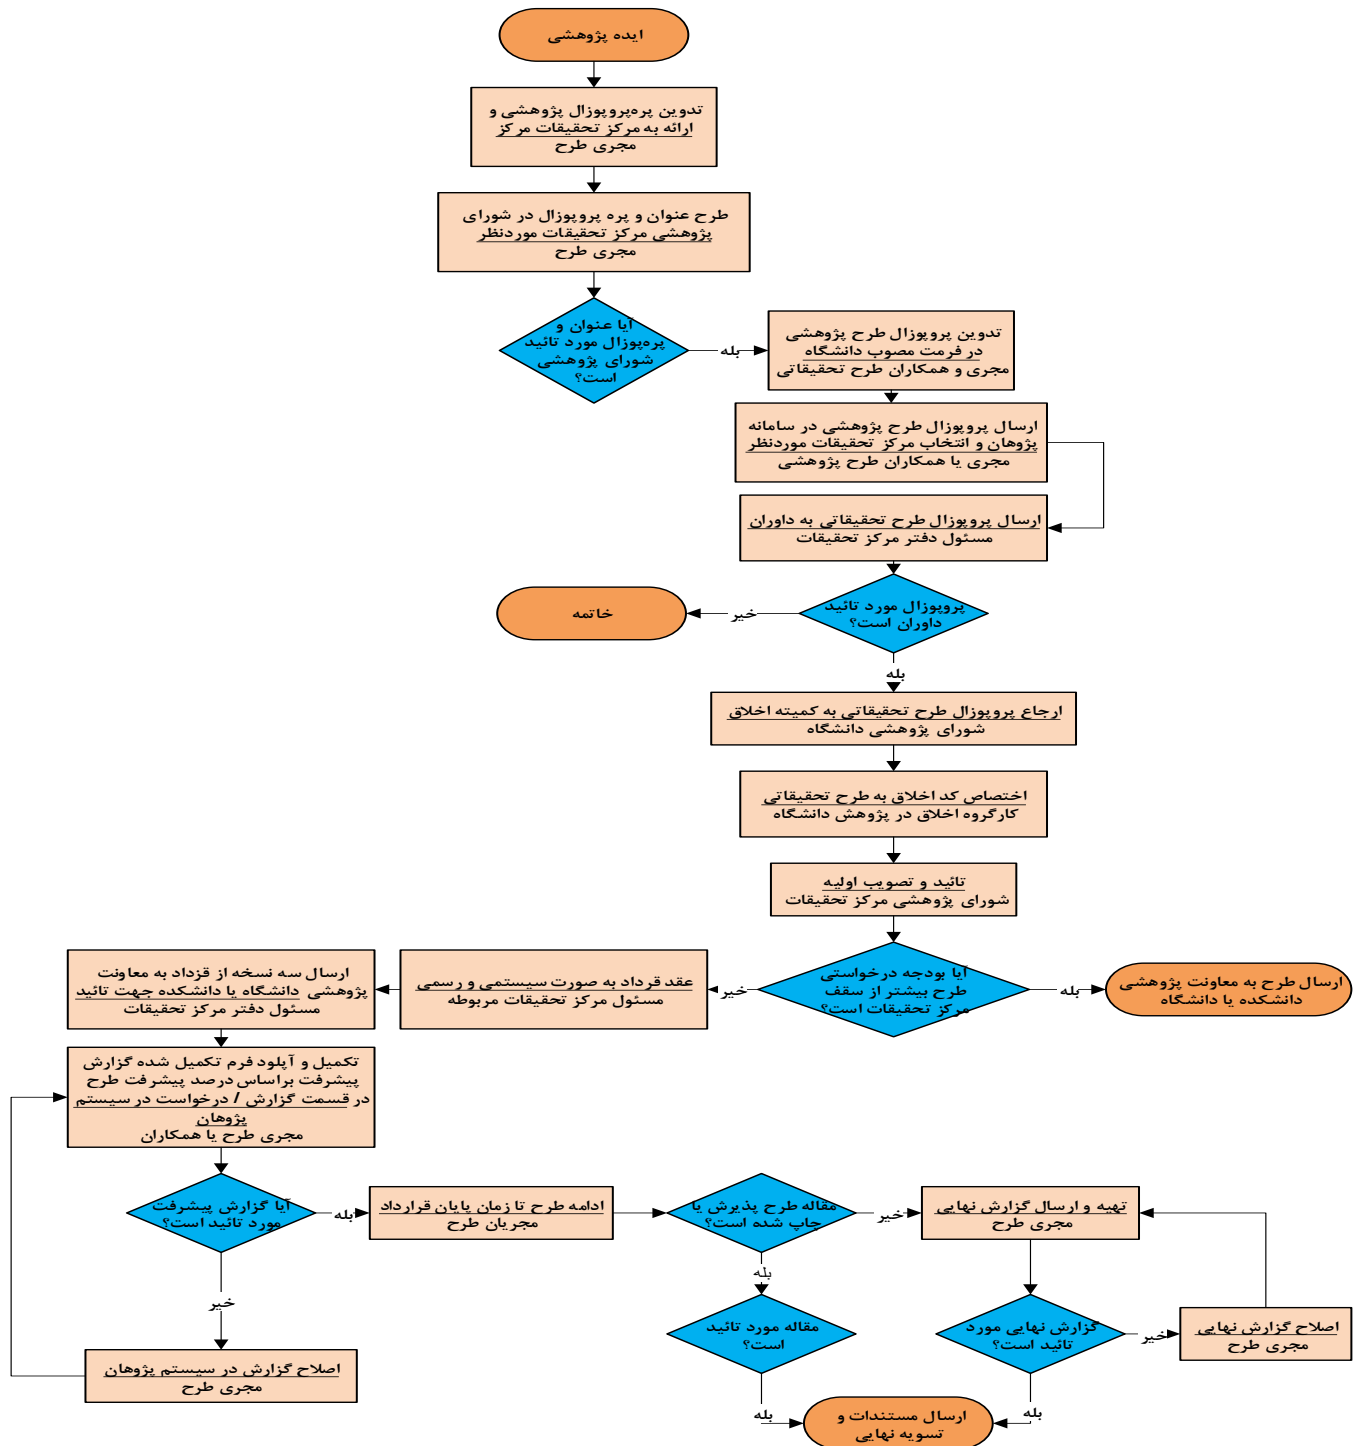 ایده پژوهشی
تدوین پره‌پروپوزال پژوهشی و
ارائه به مرکز تحقیقات مرکز
مجری طرح
طرح عنوان و پره پروپوزال در شورای
پژوهشی مرکز تحقیقات موردنظر
مجری طرح
آیا عنوان و
پره‌پوزال مورد تائید
شورای پژوهشی
است؟
بله
تدوین پروپوزال طرح پژوهشی
در فرمت مصوب دانشگاه
مجری و همکاران طرح تحقیقاتی
ارسال پروپوزال طرح پژوهشی در سامانه
پژوهان و انتخاب مرکز تحقیقات موردنظر
مجری یا همکاران طرح پژوهشی
ارسال پروپوزال طرح تحقیقاتی به داوران
مسئول دفتر مرکز تحقیقات
پروپوزال مورد تائید
داوران است؟
خیر
خاتمه
بله
ارجاع پروپوزال طرح تحقیقاتی به کمیته اخلاق
شورای پژوهشی دانشگاه
اختصاص کد اخلاق به طرح تحقیقاتی
کارگروه اخلاق در پژوهش دانشگاه
تائید و تصویب اولیه
شورای پژوهشی مرکز تحقیقات
آیا بودجه درخواستی
طرح بیشتر از سقف
مرکز تحقیقات است؟
بله
ارسال طرح به معاونت پژوهشی
دانشکده یا دانشگاه
خیر
عقد قرداد به صورت سیستمی و رسمی
مسئول مرکز تحقیقات مربوطه
ارسال سه نسخه از قزداد به معاونت
پژوهشی دانشگاه یا دانشکده جهت تائید
مسئول دفتر مرکز تحقیقات
تکمیل و آپلود فرم تکمیل شده گزارش
پیشرفت براساس درصد پیشرفت طرح
در قسمت گزارش / درخواست در سیستم
پژوهان
مجری طرح یا همکاران
آیا گزارش پیشرفت
مورد تائید است؟
بله
خیر
اصلاح گزارش در سیستم پژوهان
مجری طرح
ادامه طرح تا زمان پایان قرارداد
مجریان طرح
مقاله طرح پذیرش یا
چاپ شده است؟
خیر
بله
مقاله مورد تائید
است؟
بله
تهیه و ارسال گزارش نهایی
مجری طرح
گزارش نهایی مورد
تائید است؟
خیر
اصلاح گزارش نهایی
مجری طرح
بله
ارسال مستندات و
تسویه نهایی